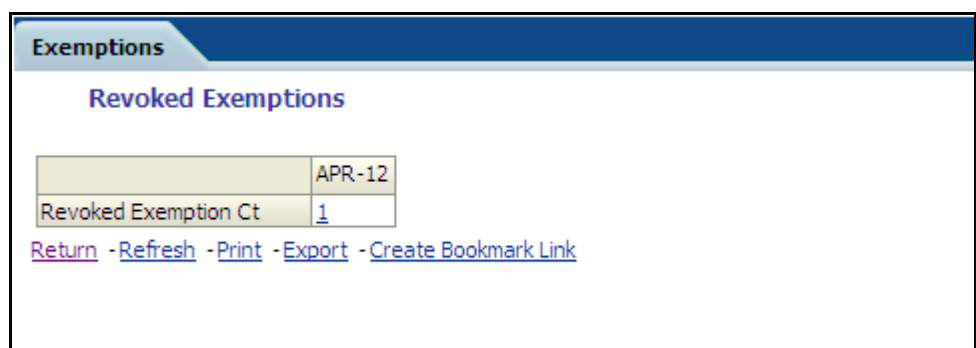 Exemptions
Revoked Exemptions
APR-12
Revoked Exemption Ct 1
Return - Refresh - Print - Export - Create Bookmark Link